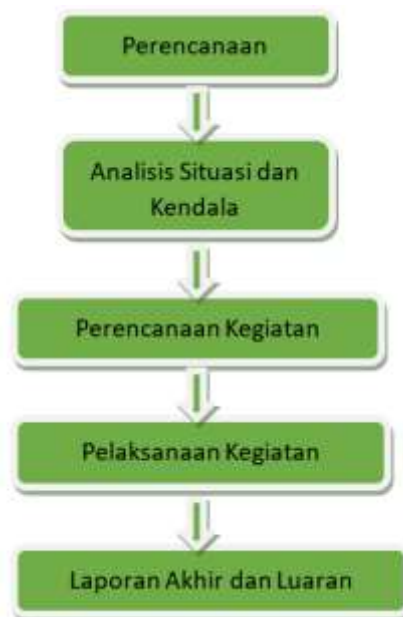 Perencanaan
Analisis Situasi dan
Kendala
Perencanaan Kegiatan
Pelaksanaan Kegiatan
Laporan Akhir dan Luaran